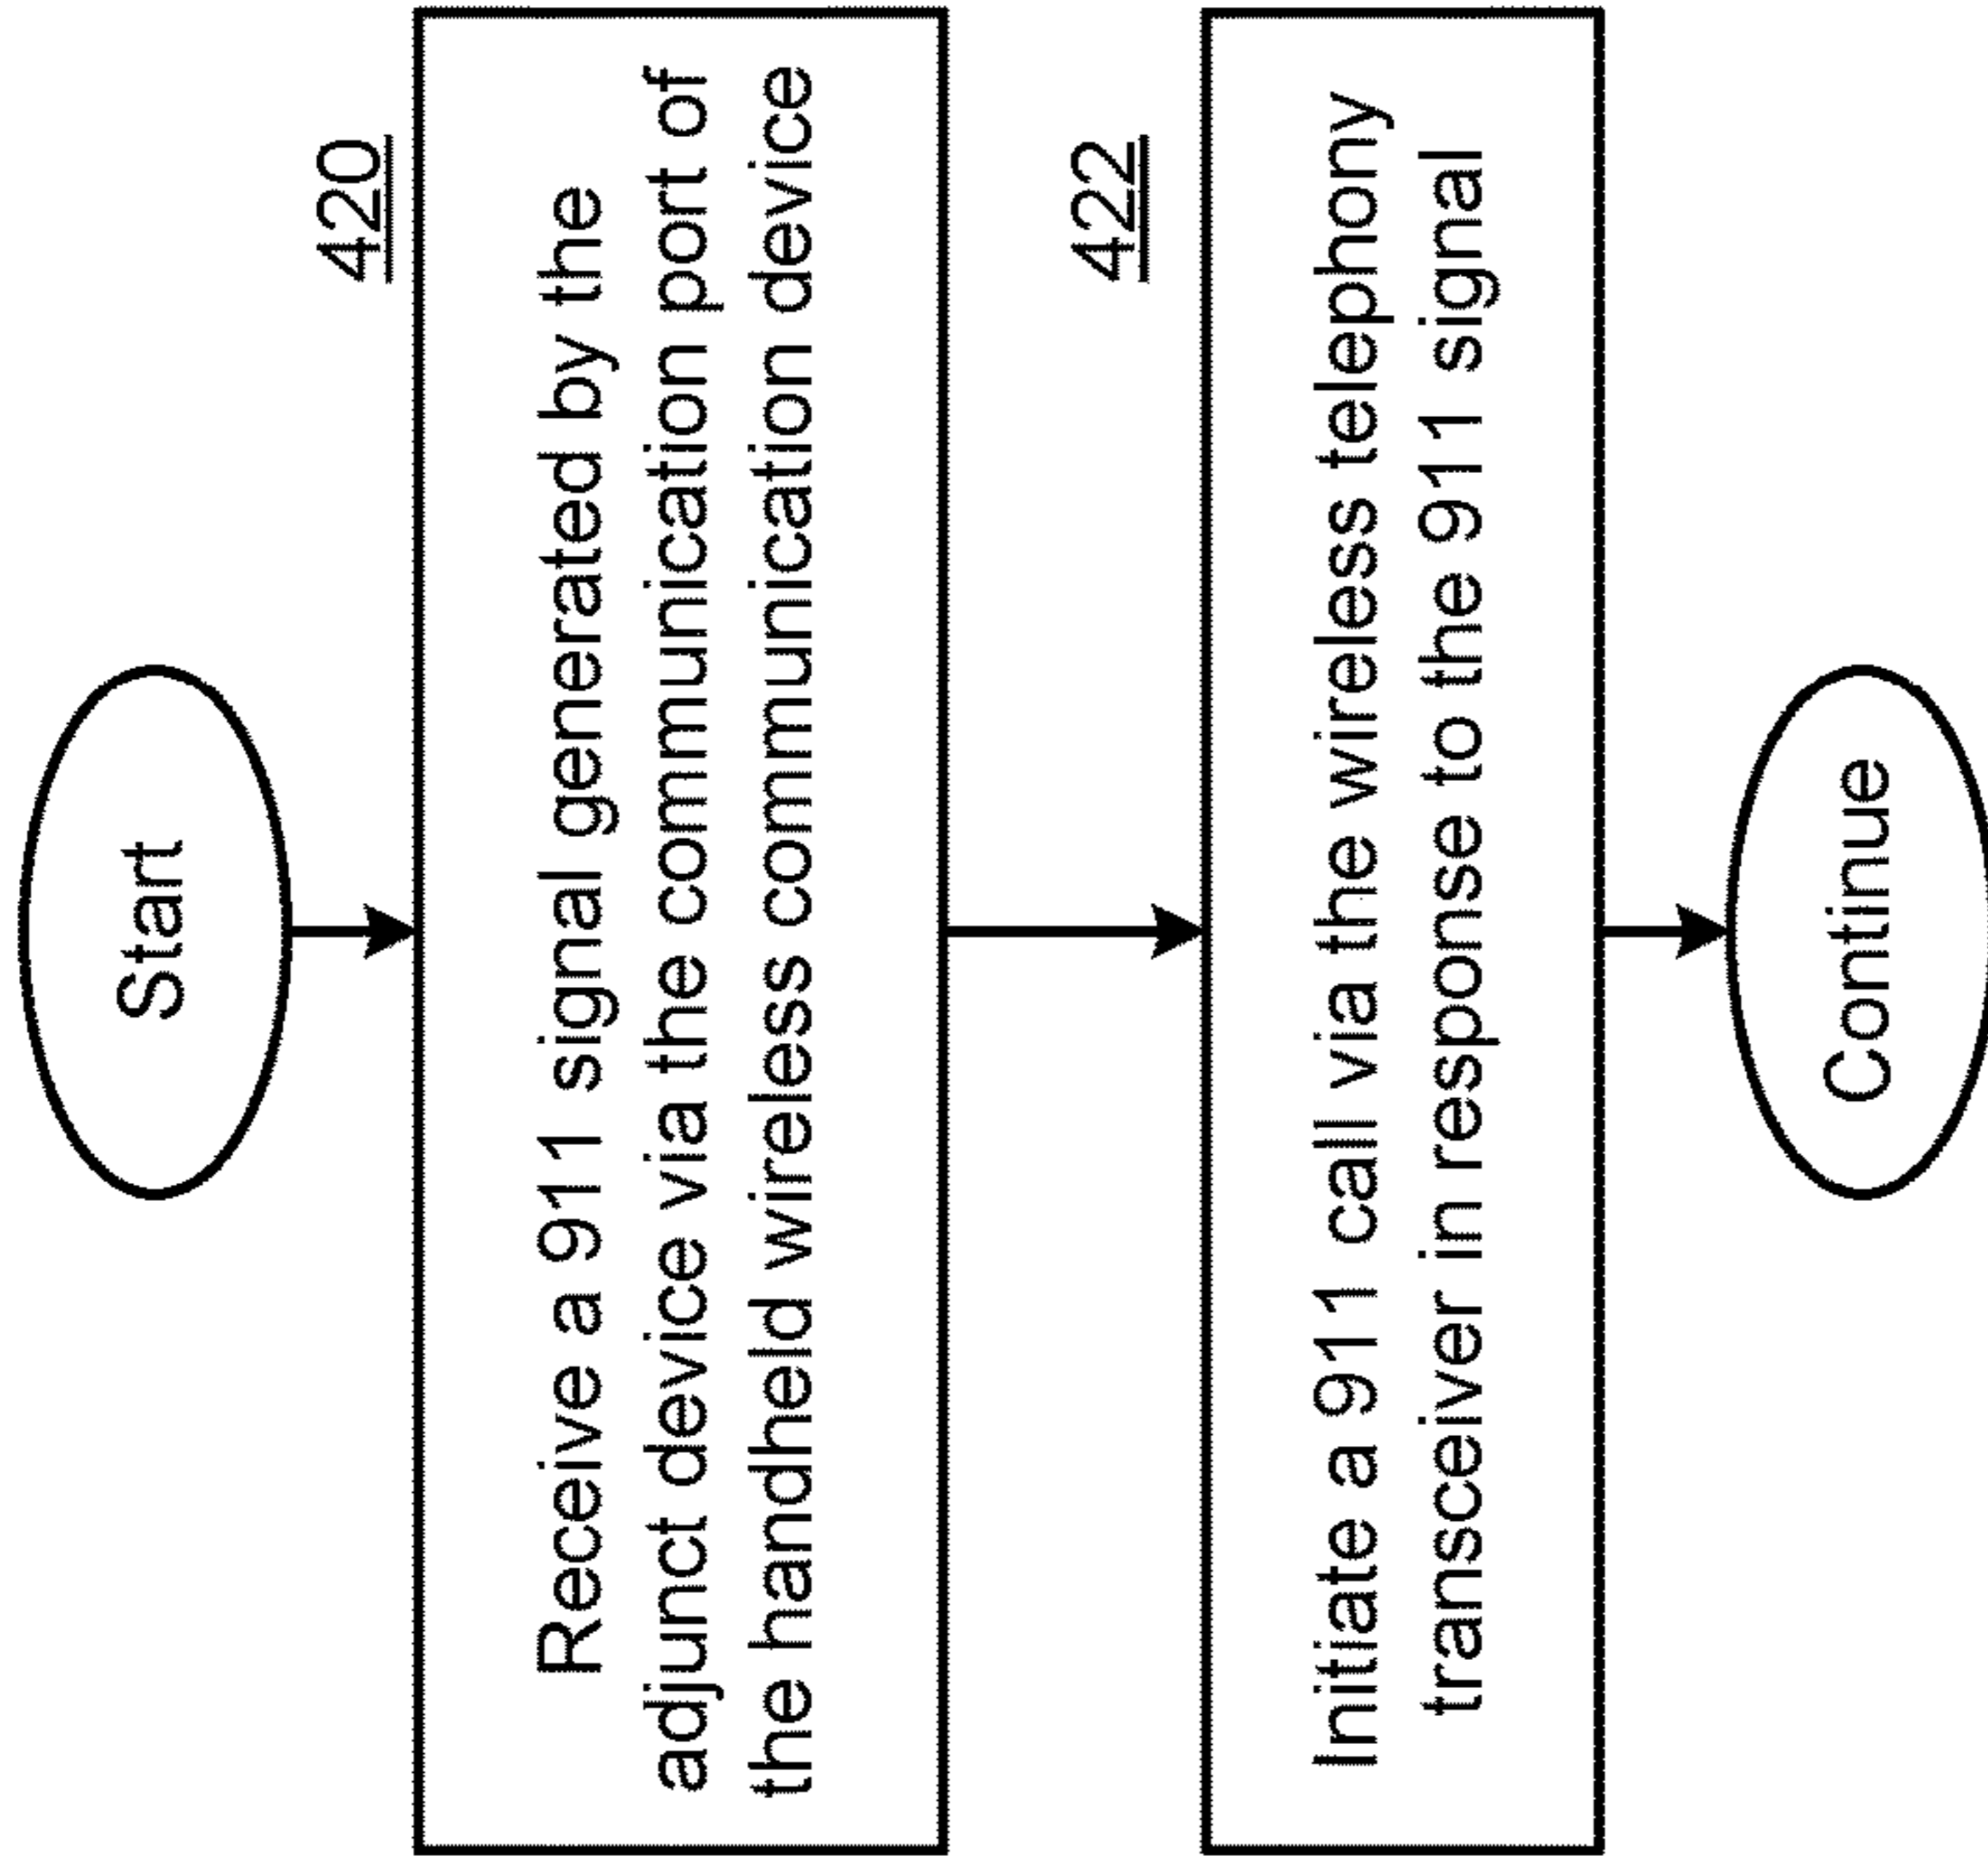 Start
420
Receive a 911 signal generated by the
adjunct device via the communication port of
the handheld wireless communication device
422
Initiate a 911 call via the wireless telephony
transceiver in response to the 911 signal
Continue